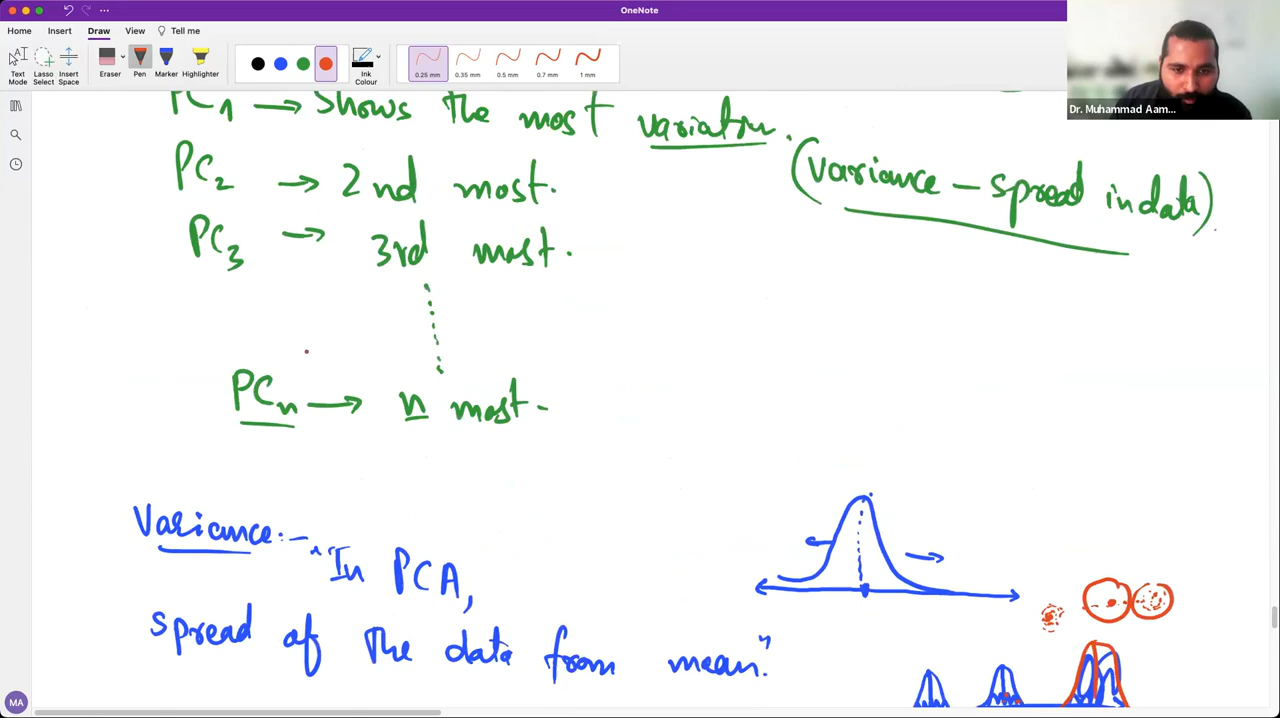 OneNote
Home Insert Draw View Tell me
Text Mode
Lasso Select
Insert Space
Eraser
Pen
Marker
Highlighter
Ink Colour
0.25 mm
0.35 mm
0.5 mm
0.7 mm
1 mm
Dr. Muhammad Aam...
PC1 → Shows the most variation.
(variance – spread in data)
PC2 → 2nd most.
PC3 → 3rd most.
PCn → n most-
Variance:- "In PCA,
spread of the data from mean."
MA